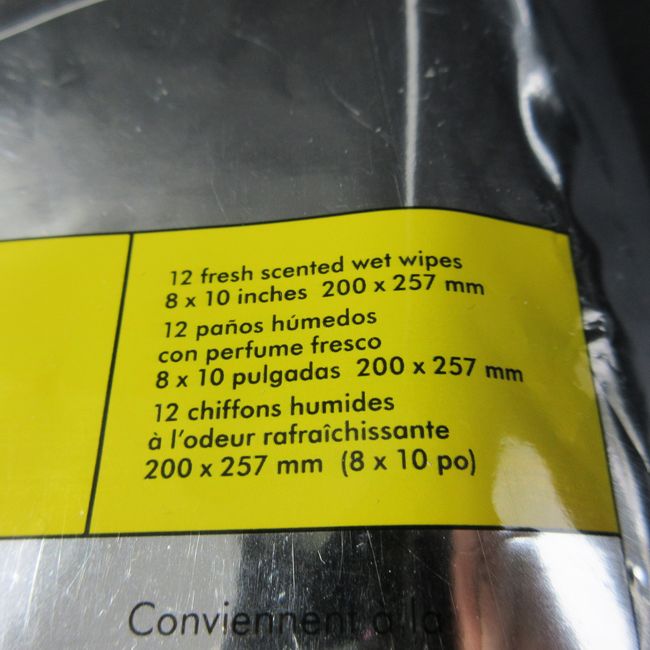 12 fresh scented wet wipes
8 x 10 inches 200 x 257 mm
12 paños húmedos
con perfume fresco
8 x 10 pulgadas 200 x 257 mm
12 chiffons humides
à l'odeur rafraîchissante
200 x 257 mm (8 x 10 po)
Conviennent à la